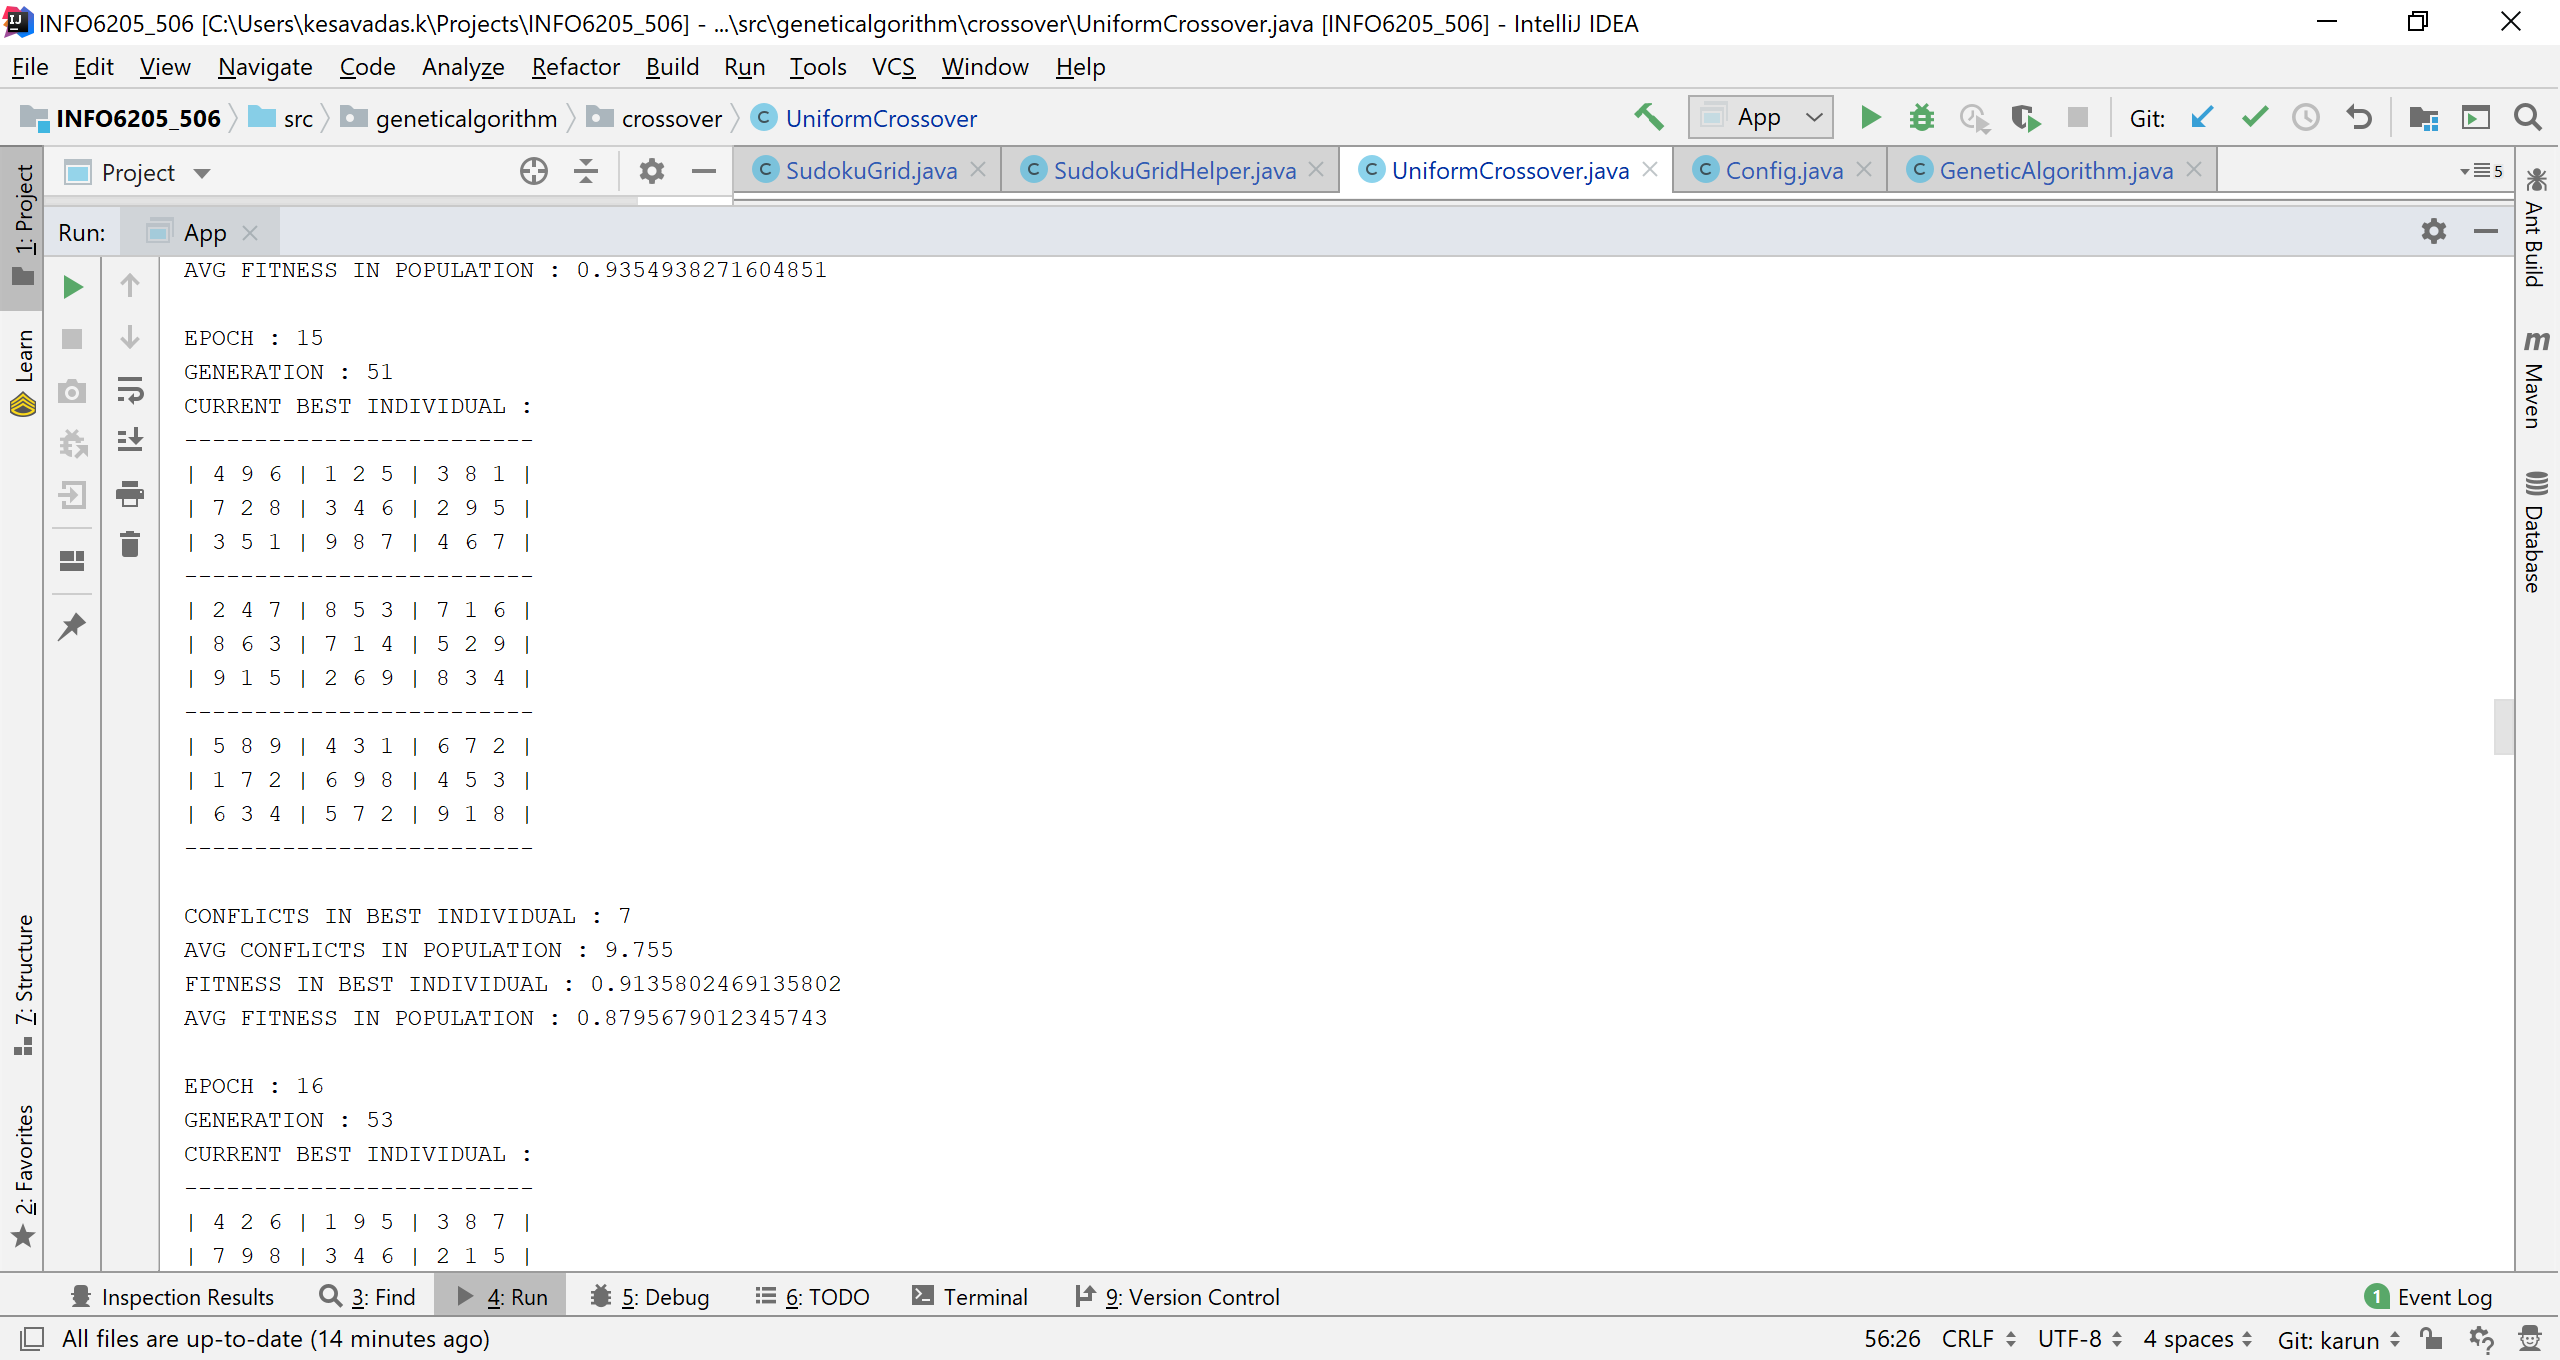 INFO6205_506 [C:\Users\kesavadas.k\Projects\INFO6205_506] - ...\src\geneticalgorithm\crossover\UniformCrossover.java [INFO6205_506] - IntelliJ IDEA
File Edit View Navigate Code Analyze Refactor Build Run Tools VCS Window Help
INFO6205_506 src geneticalgorithm crossover C UniformCrossover App Git:
Project C SudokuGrid.java C SudokuGridHelper.java C UniformCrossover.java C Config.java C GeneticAlgorithm.java 5
1: Project
Learn
7: Structure
2: Favorites
Run: App
AVG FITNESS IN POPULATION : 0.9354938271604851
EPOCH : 15
GENERATION : 51
CURRENT BEST INDIVIDUAL :
-------------------------
| 4 9 6 | 1 2 5 | 3 8 1 |
| 7 2 8 | 3 4 6 | 2 9 5 |
| 3 5 1 | 9 8 7 | 4 6 7 |
-------------------------
| 2 4 7 | 8 5 3 | 7 1 6 |
| 8 6 3 | 7 1 4 | 5 2 9 |
| 9 1 5 | 2 6 9 | 8 3 4 |
-------------------------
| 5 8 9 | 4 3 1 | 6 7 2 |
| 1 7 2 | 6 9 8 | 4 5 3 |
| 6 3 4 | 5 7 2 | 9 1 8 |
-------------------------
CONFLICTS IN BEST INDIVIDUAL : 7
AVG CONFLICTS IN POPULATION : 9.755
FITNESS IN BEST INDIVIDUAL : 0.9135802469135802
AVG FITNESS IN POPULATION : 0.8795679012345743
EPOCH : 16
GENERATION : 53
CURRENT BEST INDIVIDUAL :
-------------------------
| 4 2 6 | 1 9 5 | 3 8 7 |
| 7 9 8 | 3 4 6 | 2 1 5 |
Ant Build
m Maven
Database
Inspection Results 3: Find 4: Run 5: Debug 6: TODO Terminal 9: Version Control 1 Event Log
All files are up-to-date (14 minutes ago) 56:26 CRLF UTF-8 4 spaces Git: karun